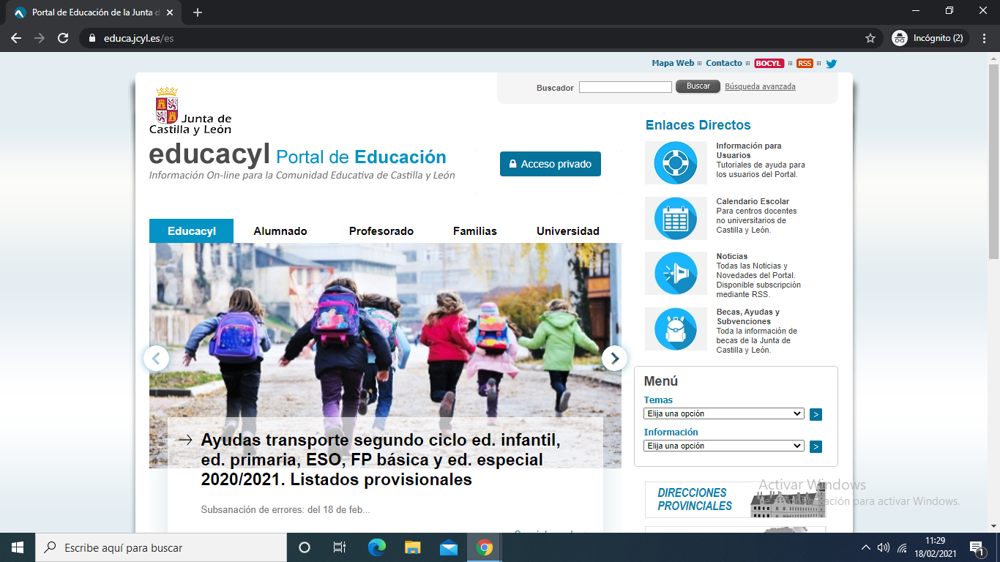 Portal de Educación de la Junta d
educa.jcyl.es/es
Incógnito (2)
Mapa Web Contacto BOCYL RSS
Buscador Buscar Búsqueda avanzada
Junta de
Castilla y León
educacyl Portal de Educación
Información On-line para la Comunidad Educativa de Castilla y León
Acceso privado
Educacyl Alumnado Profesorado Familias Universidad
Ayudas transporte segundo ciclo ed. infantil,
ed. primaria, ESO, FP básica y ed. especial
2020/2021. Listados provisionales
Subsanación de errores: del 18 de feb...
Enlaces Directos
Información para
Usuarios
Tutoriales de ayuda para
los usuarios del Portal.
Calendario Escolar
Para centros docentes
no universitarios de
Castilla y León.
Noticias
Todas las Noticias y
Novedades del Portal.
Disponible subscripción
mediante RSS.
Becas, Ayudas y
Subvenciones
Toda la información de
becas de la Junta de
Castilla y León.
Menú
Temas
Elija una opción >
Información
Elija una opción >
DIRECCIONES
PROVINCIALES
Activar Windows
para activar Windows.
Escribe aquí para buscar
11:29
18/02/2021
1